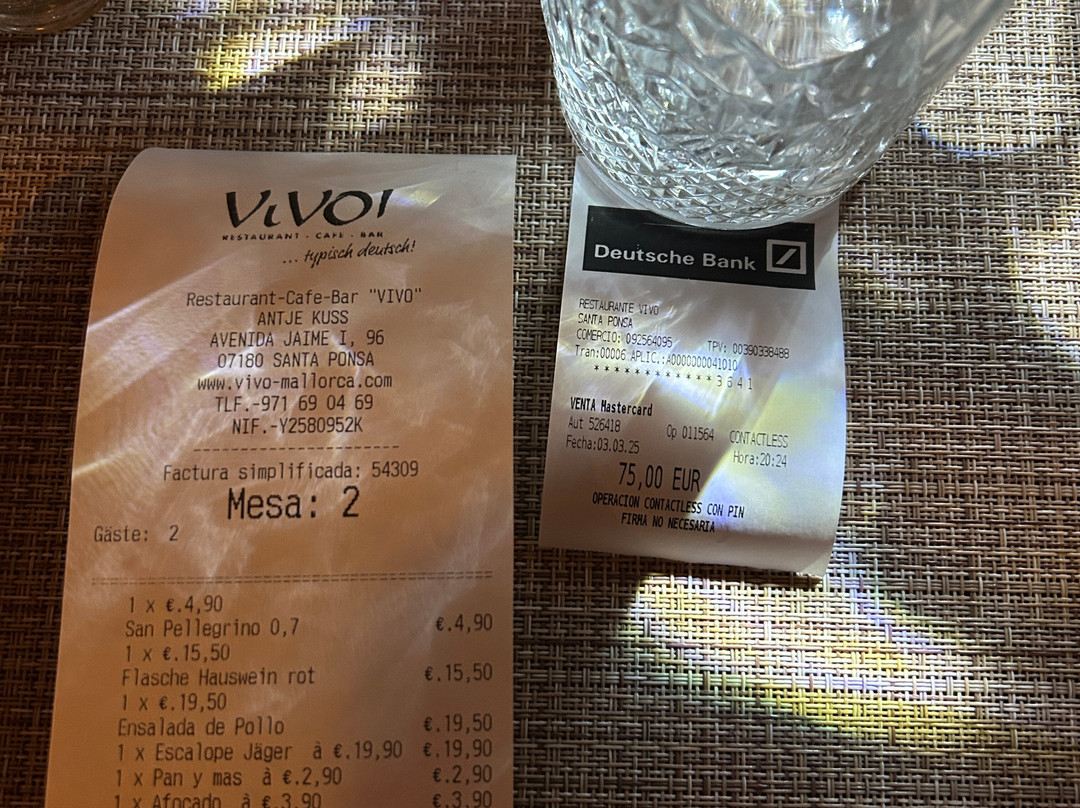 ViVO!
RESTAURANT · CAFE · BAR
... typisch deutsch!
Restaurant-Cafe-Bar "VIVO"
ANTJE KUSS
AVENIDA JAIME I, 96
07180 SANTA PONSA
www.vivo-mallorca.com
TLF.-971 69 04 69
NIF.-Y2580952K
Factura simplificada: 54309
Mesa: 2
Gäste: 2
1 x €.4,90
San Pellegrino 0,7 €.4,90
1 x €.15,50
Flasche Hauswein rot €.15,50
1 x €.19,50
Ensalada de Pollo €.19,50
1 x Escalope Jäger à €.19,90 €.19,90
1 x Pan y mas à €.2,90 €.2,90
1 x Afocado à €.3,90 €.3,90
Deutsche Bank
RESTAURANTE VIVO
SANTA PONSA
COMERCIO: 092564095 TPV: 00390338488
Tran:00006 APLIC.:A0000000041010
************3641
VENTA Mastercard
Aut 526418 Op 011564 CONTACTLESS
Fecha:03.03.25 Hora:20:24
75,00 EUR
OPERACION CONTACTLESS CON PIN
FIRMA NO NECESARIA